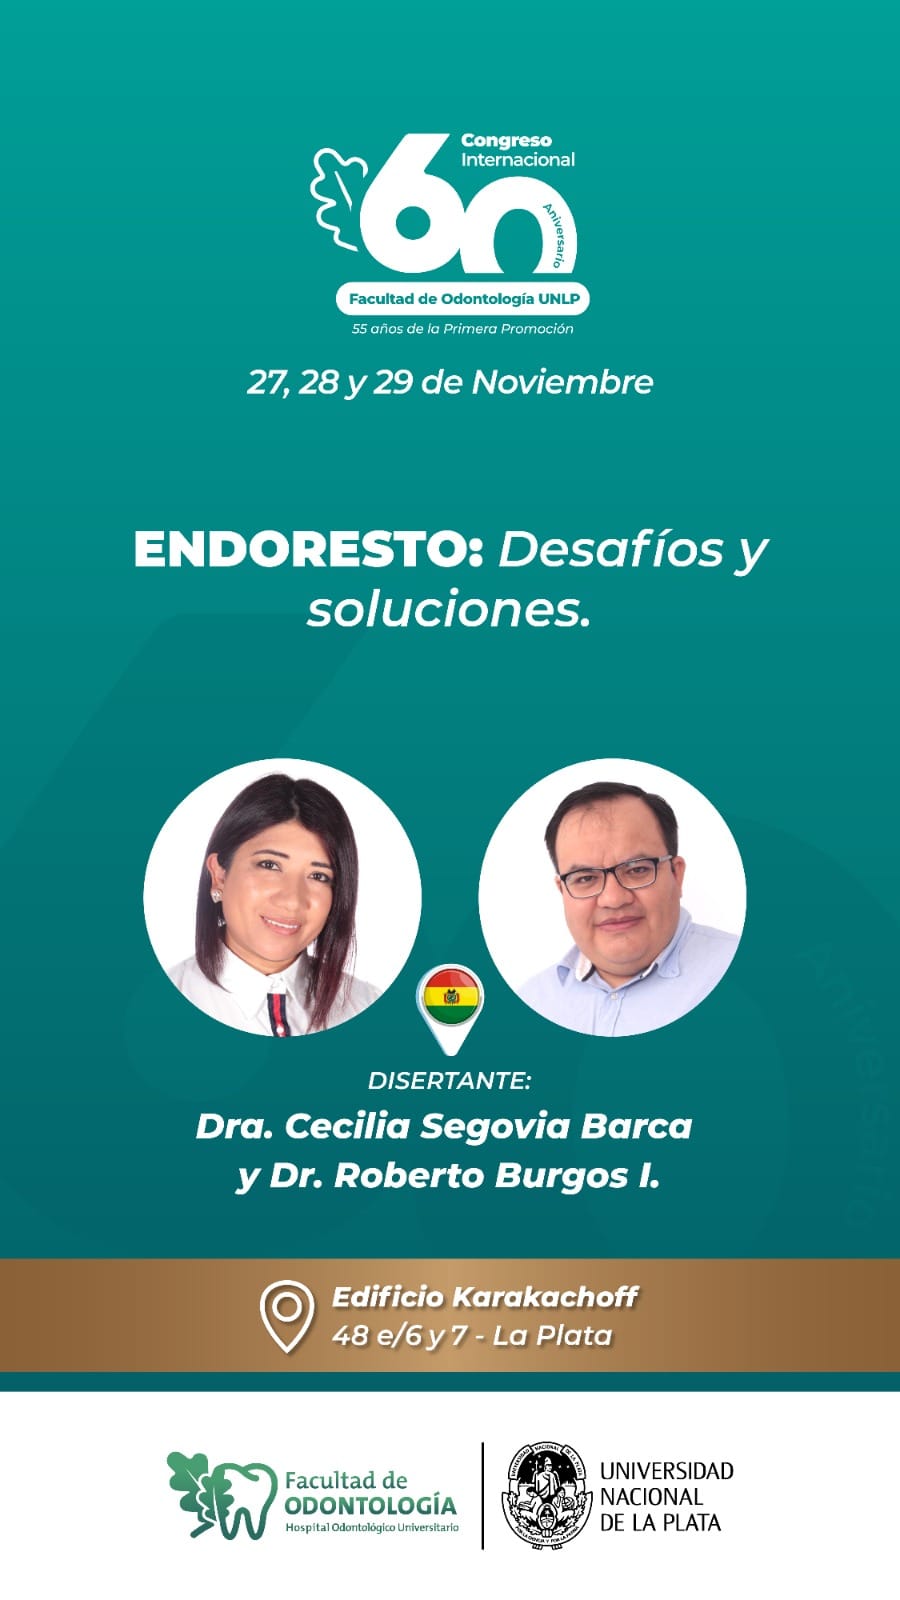 Congreso
Internacional
60
Aniversario
Facultad de Odontología UNLP
55 años de la Primera Promoción
27, 28 y 29 de Noviembre
ENDORESTO: Desafíos y
soluciones.
DISERTANTE:
Dra. Cecilia Segovia Barca
y Dr. Roberto Burgos I.
Edificio Karakachoff
48 e/6 y 7 - La Plata
Facultad de
ODONTOLOGÍA
Hospital Odontológico Universitario
UNIVERSIDAD
NACIONAL
DE LA PLATA